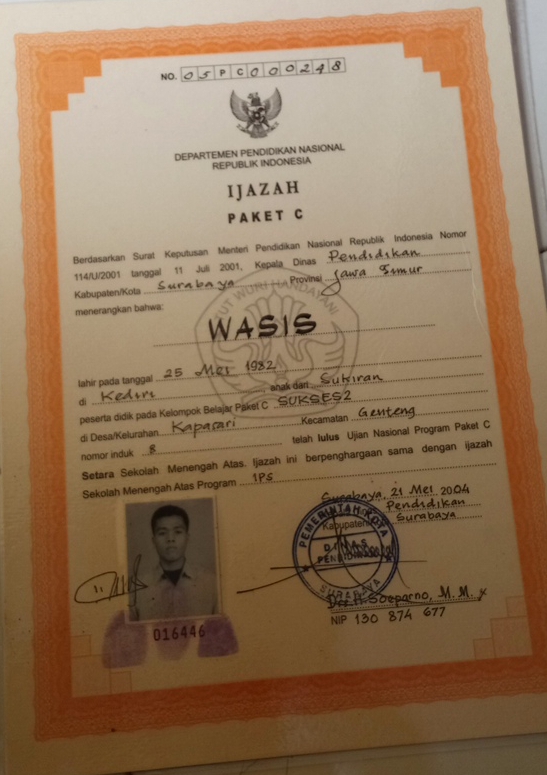 NO. 05PC0000248
DEPARTEMEN PENDIDIKAN NASIONAL
REPUBLIK INDONESIA
IJAZAH
PAKET C
Berdasarkan Surat Keputusan Menteri Pendidikan Nasional Republik Indonesia Nomor
114/U/2001 tanggal 11 Juli 2001, Kepala Dinas Pendidikan
Kabupaten/Kota Surabaya Provinsi Jawa Timur
menerangkan bahwa:
TUT WURI HANDAYANI
WASIS
lahir pada tanggal 25 Mei 1982
di Kediri anak dari Sukiran
peserta didik pada Kelompok Belajar Paket C SUKSES2
di Desa/Kelurahan Kapasari Kecamatan Genteng
nomor induk 8 telah lulus Ujian Nasional Program Paket C
Setara Sekolah Menengah Atas. Ijazah ini berpenghargaan sama dengan ijazah
Sekolah Menengah Atas Program IPS
Surabaya, 21 Mei 2004
Pendidikan
Kabupaten Surabaya
PEMERINTAH KOTA
DINAS
PENDIDIKAN
SURABAYA
Drs. H. Soeparno, M.M.
NIP 130 874 677
016446